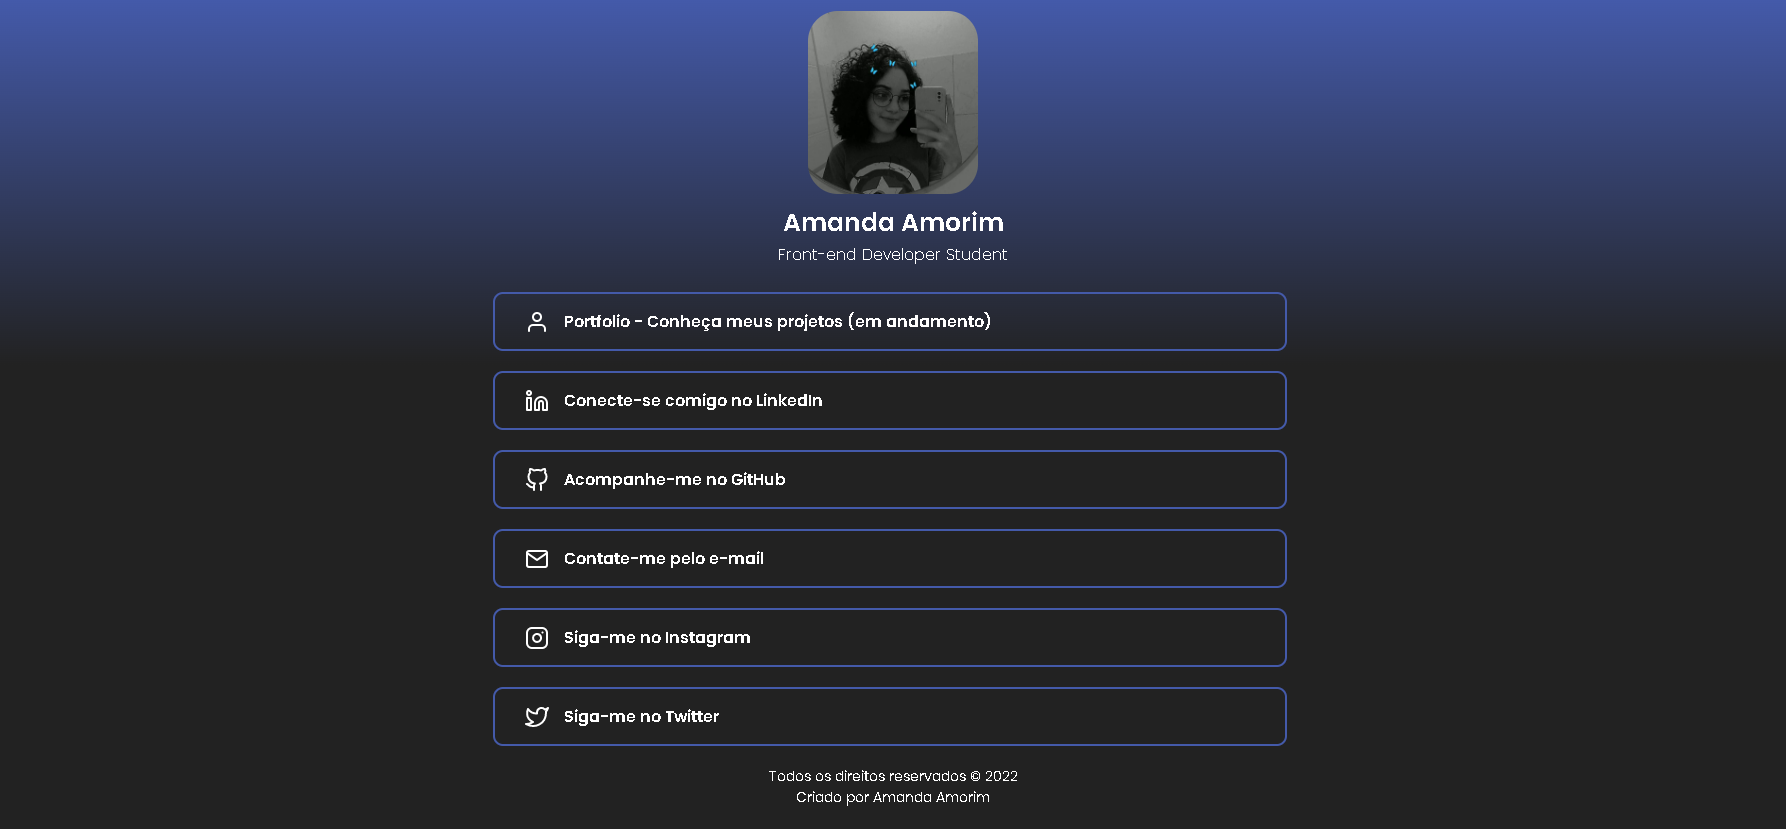 Amanda Amorim
Front-end Developer Student
Portfolio - Conheça meus projetos (em andamento)
Conecte-se comigo no LinkedIn
Acompanhe-me no GitHub
Contate-me pelo e-mail
Siga-me no Instagram
Siga-me no Twitter
Todos os direitos reservados © 2022
Criado por Amanda Amorim